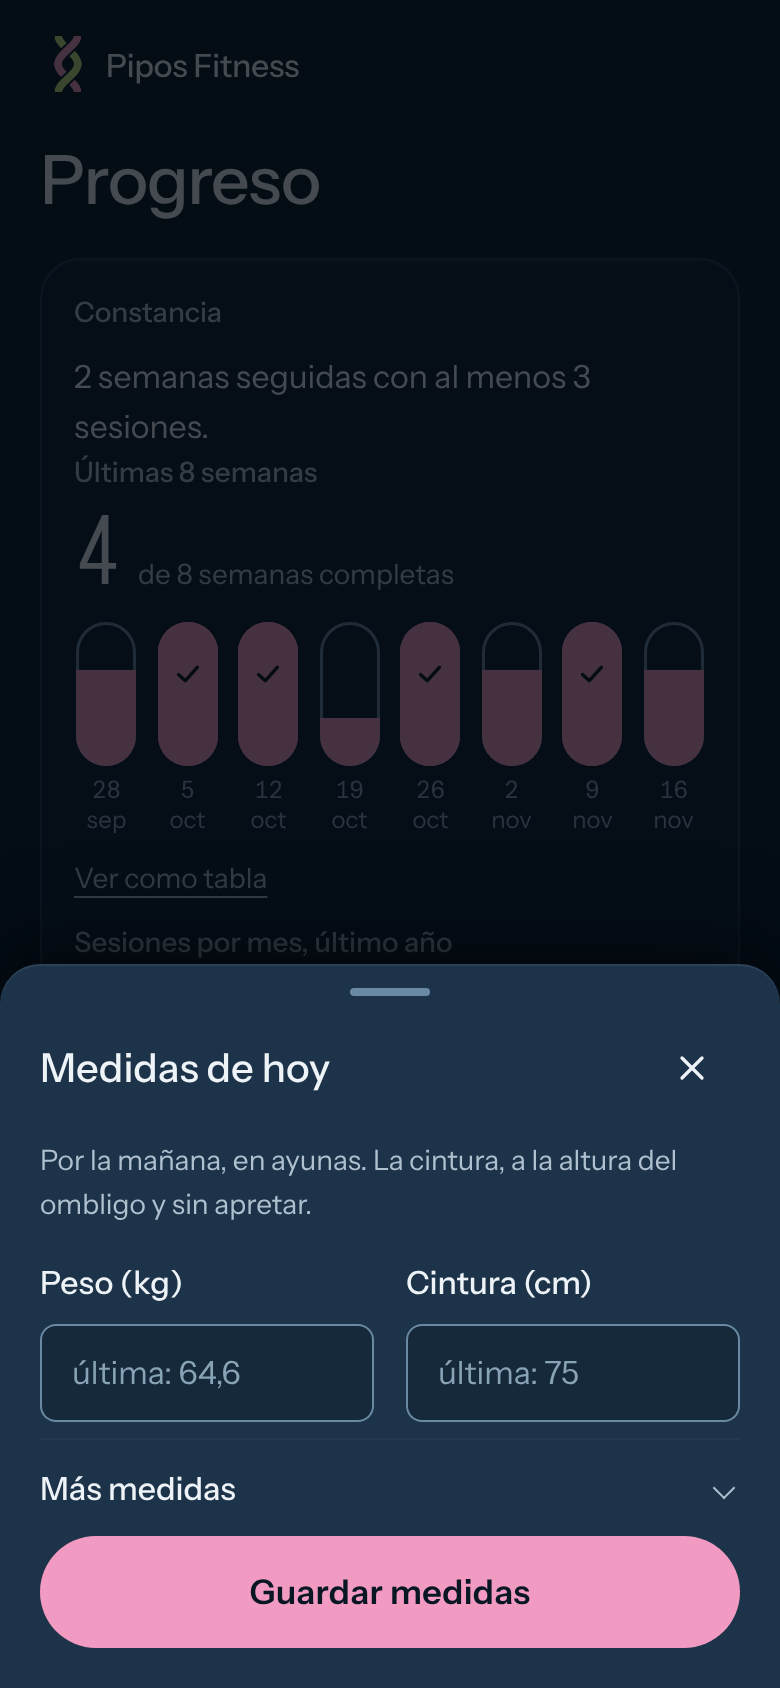 Pipos Fitness
Progreso
Constancia
2 semanas seguidas con al menos 3
sesiones.
Últimas 8 semanas
4 de 8 semanas completas
28 5 12 19 26 2 9 16
sep oct oct oct oct nov nov nov
Ver como tabla
Sesiones por mes, último año
Medidas de hoy
Por la mañana, en ayunas. La cintura, a la altura del
ombligo y sin apretar.
Peso (kg) Cintura (cm)
última: 64,6 última: 75
Más medidas
Guardar medidas